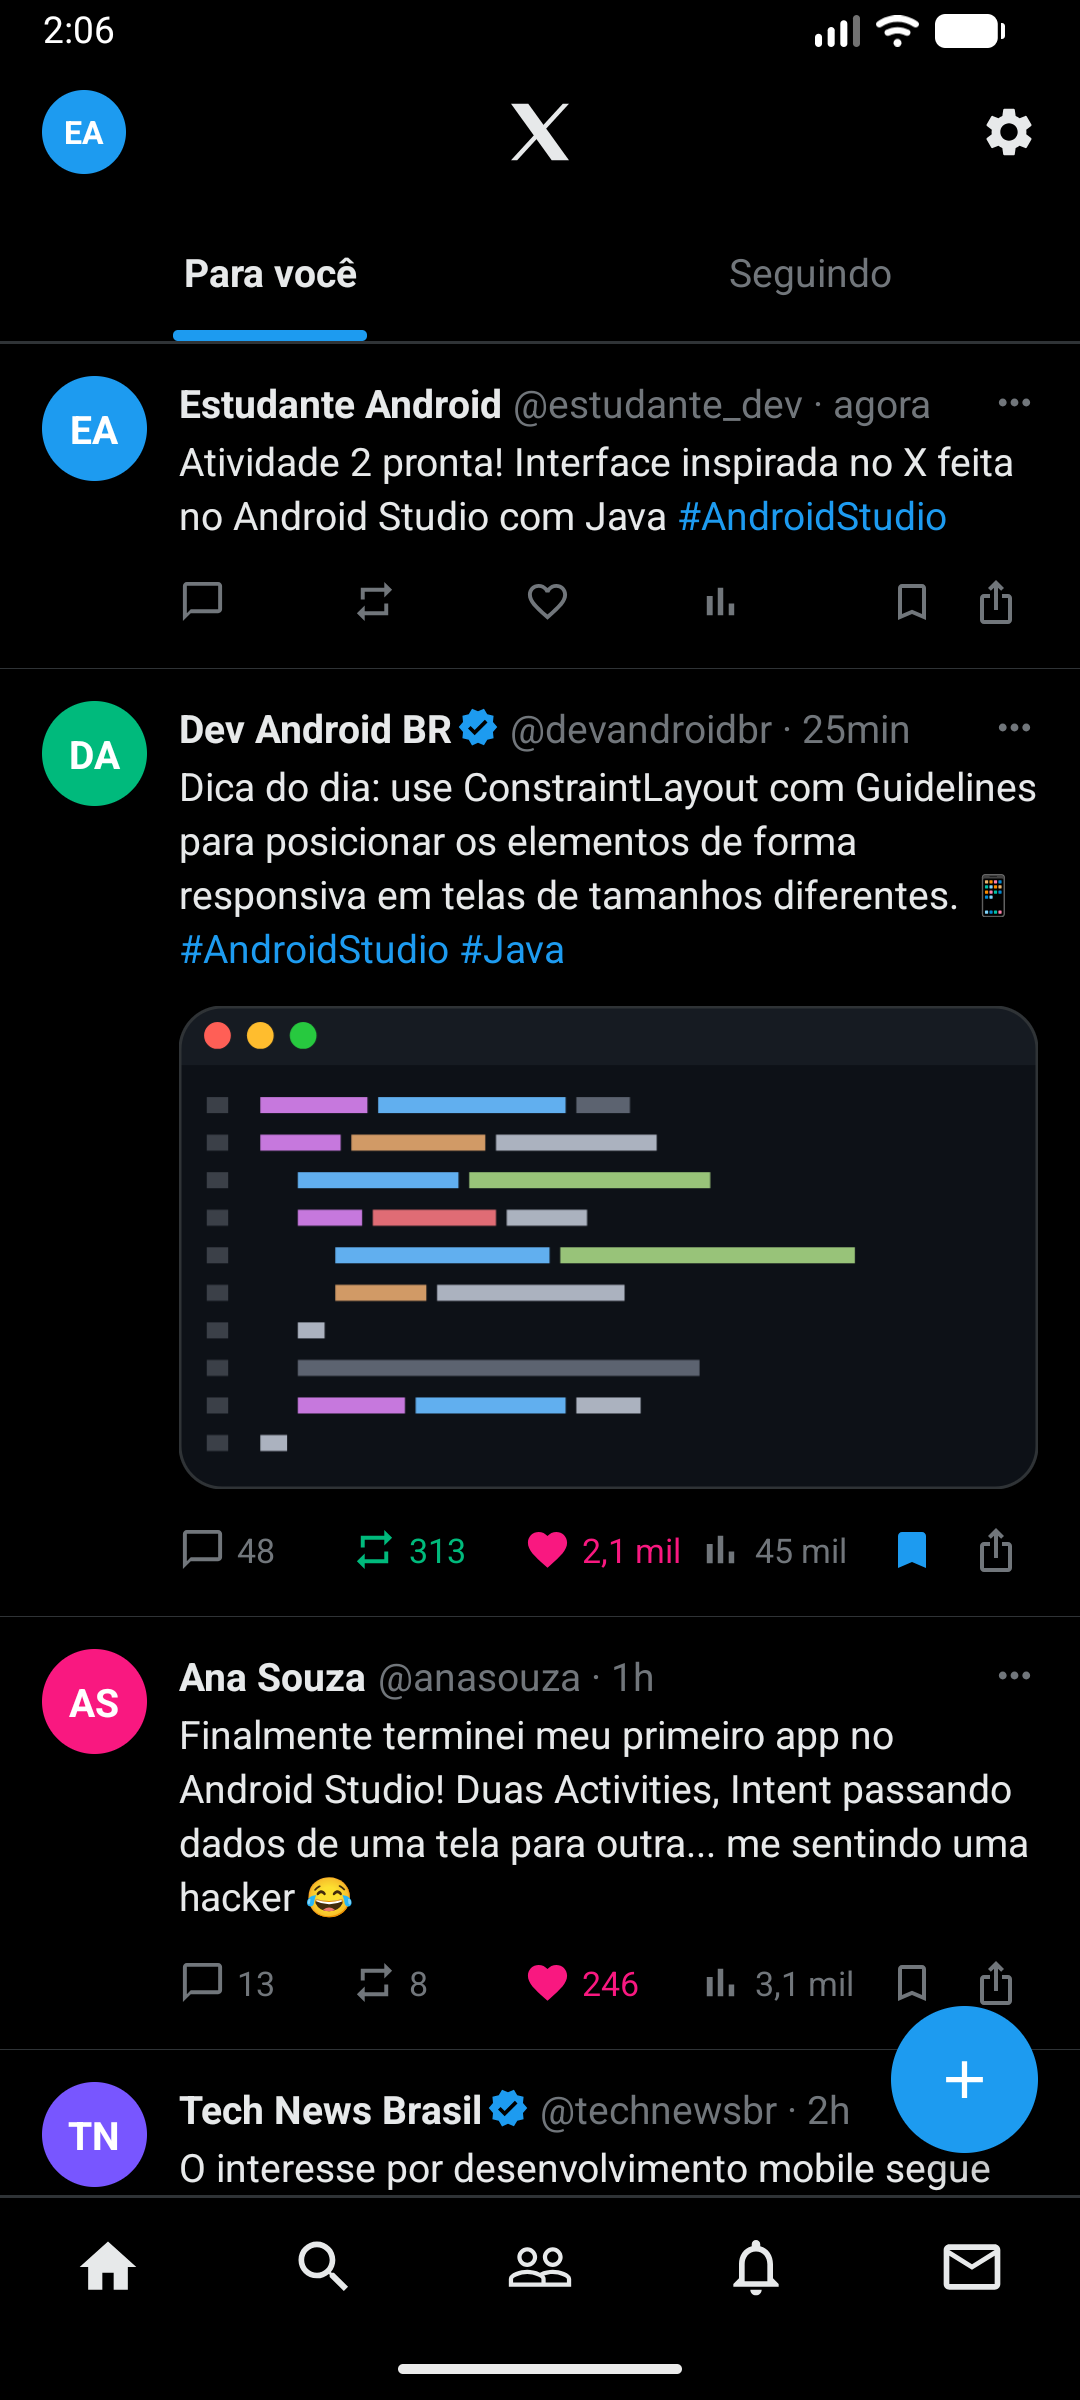 2:06
EA
Para você
Seguindo
EA
Estudante Android @estudante_dev · agora
Atividade 2 pronta! Interface inspirada no X feita
no Android Studio com Java #AndroidStudio
DA
Dev Android BR @devandroidbr · 25min
Dica do dia: use ConstraintLayout com Guidelines
para posicionar os elementos de forma
responsiva em telas de tamanhos diferentes. 📱
#AndroidStudio #Java
48 313 2,1 mil 45 mil
AS
Ana Souza @anasouza · 1h
Finalmente terminei meu primeiro app no
Android Studio! Duas Activities, Intent passando
dados de uma tela para outra... me sentindo uma
hacker 😂
13 8 246 3,1 mil
TN
Tech News Brasil @technewsbr · 2h
O interesse por desenvolvimento mobile segue